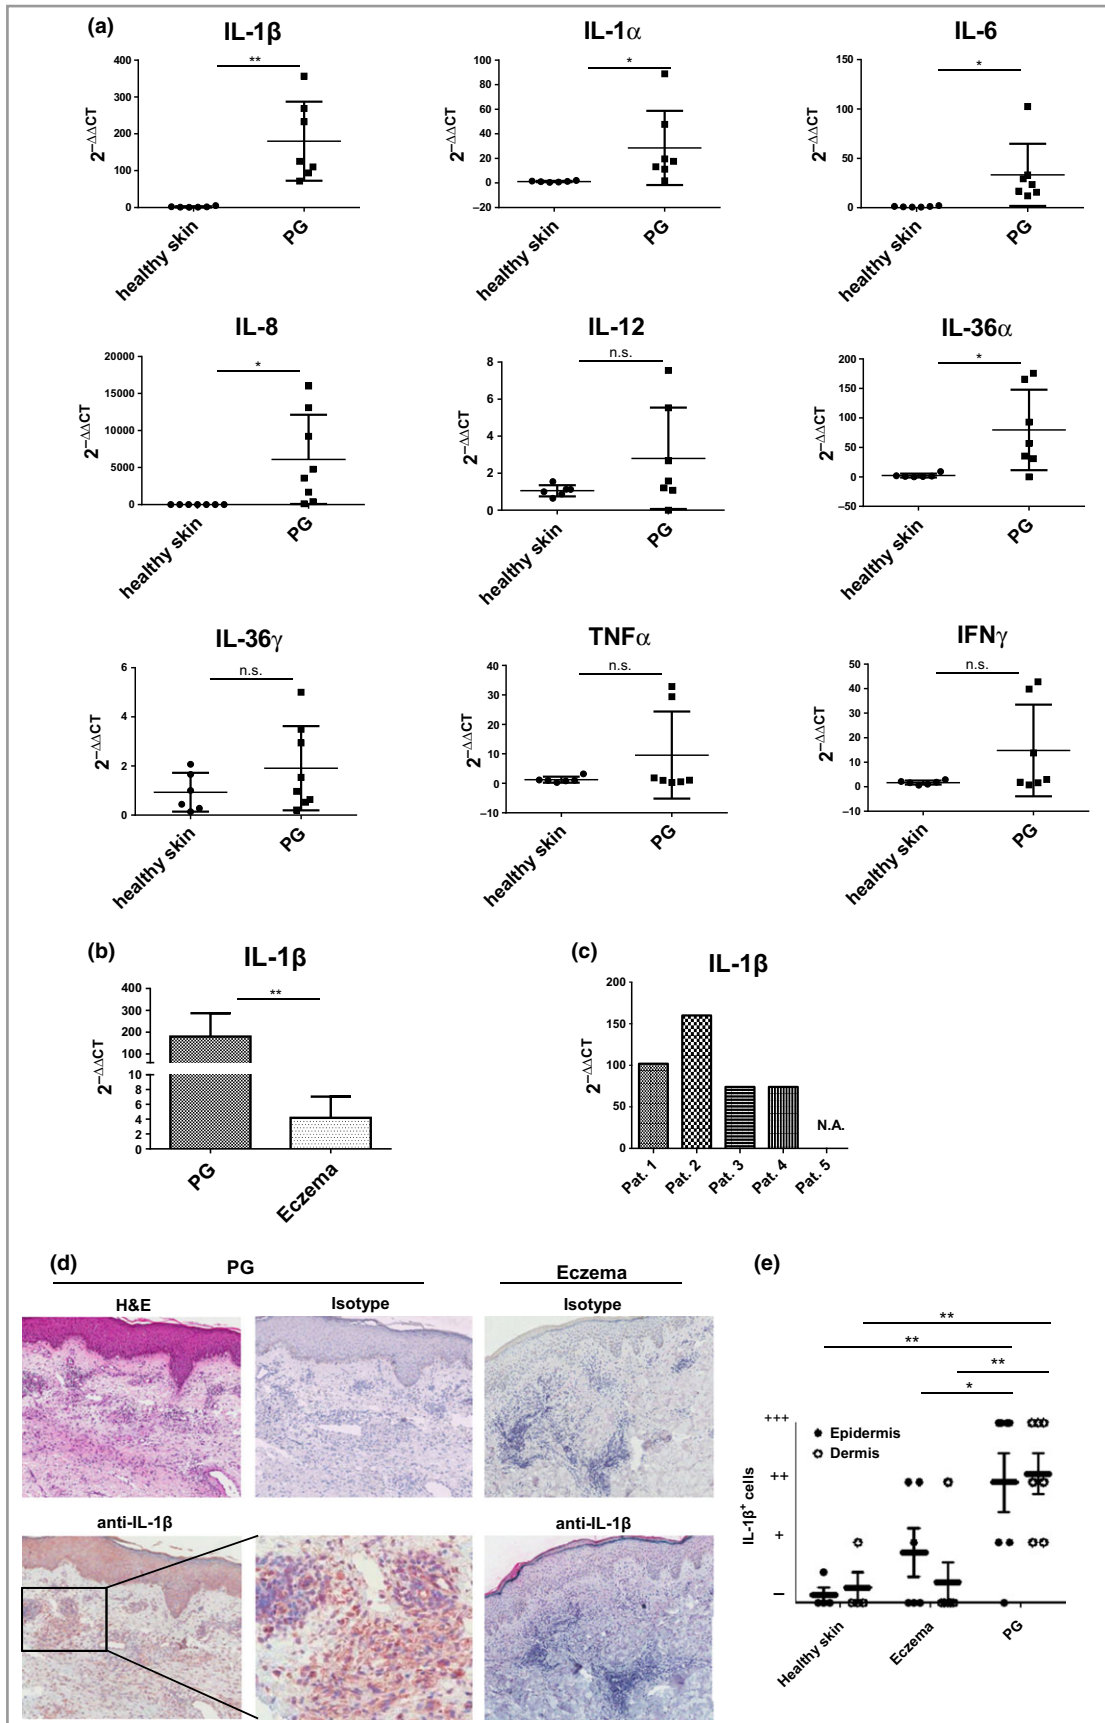 (a)
IL-1β
IL-1α
IL-6
2−ΔΔCT
400
300
200
100
0
**
healthy skin
PG
2−ΔΔCT
100
80
60
40
20
0
−20
*
healthy skin
PG
2−ΔΔCT
150
100
50
0
*
healthy skin
PG
IL-8
IL-12
IL-36α
2−ΔΔCT
20000
15000
10000
5000
0
*
healthy skin
PG
2−ΔΔCT
8
6
4
2
0
n.s.
healthy skin
PG
2−ΔΔCT
200
150
100
50
0
−50
*
healthy skin
PG
IL-36γ
TNFα
IFNγ
2−ΔΔCT
6
4
2
0
n.s.
healthy skin
PG
2−ΔΔCT
40
30
20
10
0
−10
n.s.
healthy skin
PG
2−ΔΔCT
50
40
30
20
10
0
−10
n.s.
healthy skin
PG
(b)
IL-1β
2−ΔΔCT
400
300
200
100
10
8
6
4
2
0
**
PG
Eczema
(c)
IL-1β
2−ΔΔCT
200
150
100
50
0
N.A.
Pat. 1
Pat. 2
Pat. 3
Pat. 4
Pat. 5
(d)
PG
Eczema
H&E
Isotype
Isotype
anti-IL-1β
anti-IL-1β
(e)
**
**
**
*
IL-1β+ cells
+++
++
+
−
Epidermis
Dermis
Healthy skin
Eczema
PG